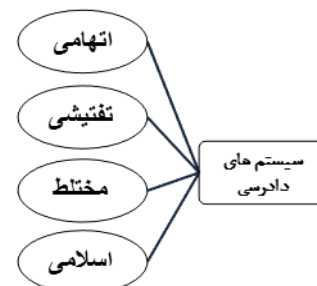 سیستم های
دادرسی
اتهامی
تفتیشی
مختلط
اسلامی